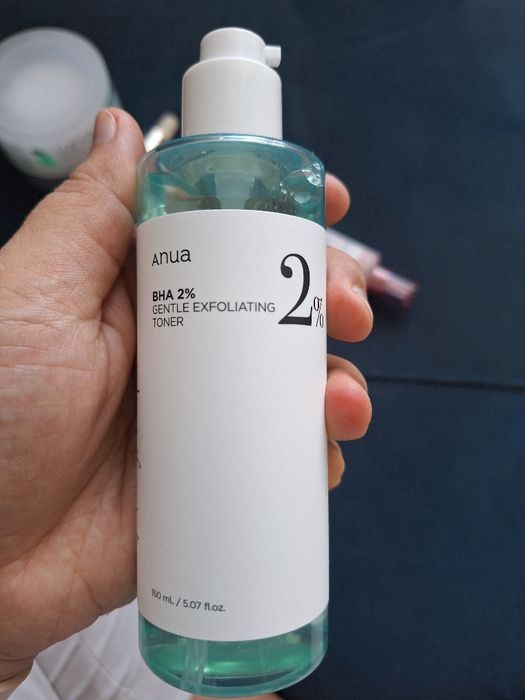 Anua
BHA 2%
GENTLE EXFOLIATING
TONER
2%
150 mL / 5.07 fl.oz.